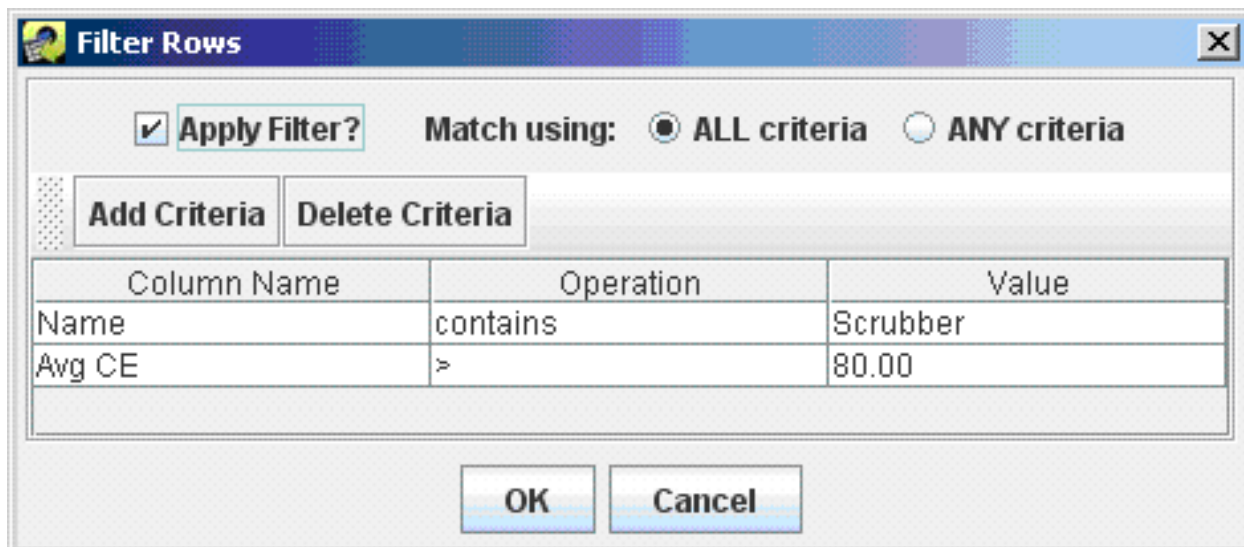 Filter Rows
Apply Filter? Match using: ALL criteria ANY criteria
Add Criteria Delete Criteria
Column Name Operation Value
Name contains Scrubber
Avg CE > 80.00
OK Cancel